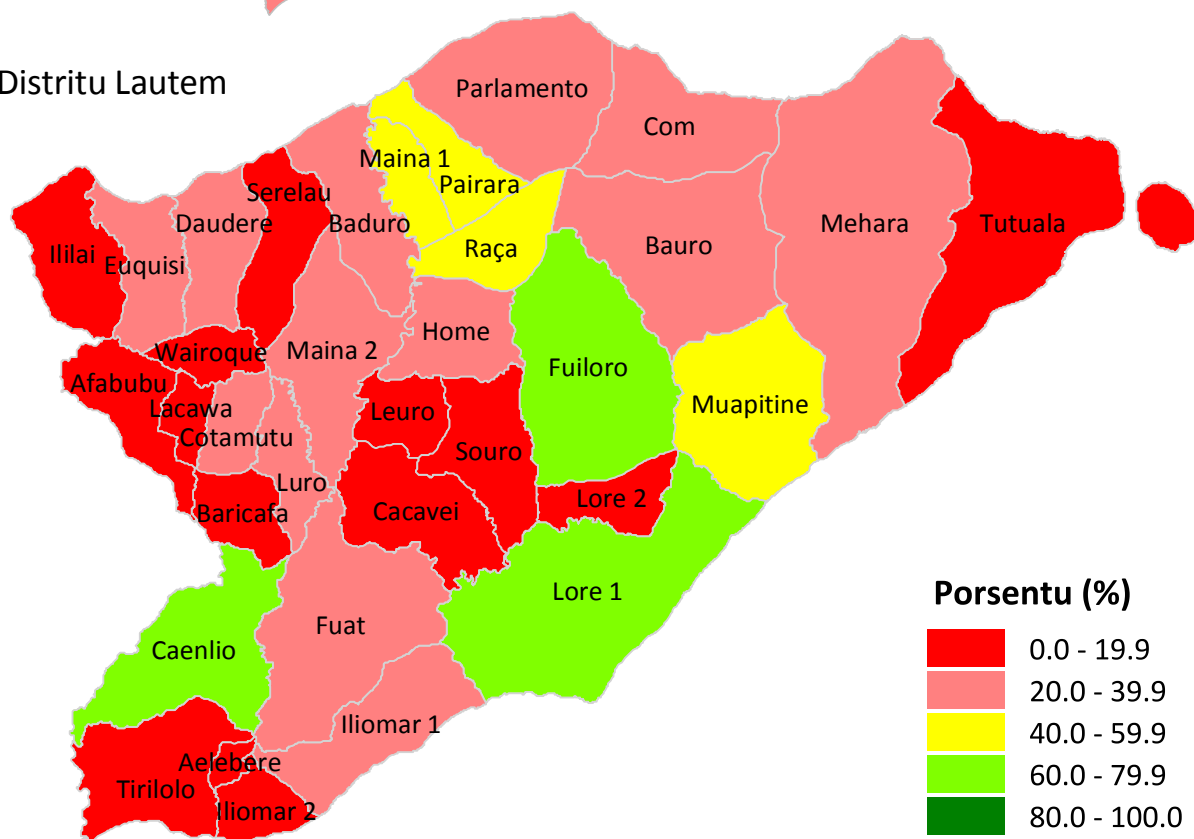 Distritu Lautem
Parlamento
Com
Maina 1
Pairara
Serelau
Daudere
Baduro
Mehara
Tutuala
Raça
Bauro
Ililai
Euquisi
Home
Wairoque
Maina 2
Fuiloro
Afabubu
Lacawa
Leuro
Muapitine
Cotamutu
Souro
Luro
Baricafa
Cacavei
Lore 2
Lore 1
Fuat
Caenlio
Iliomar 1
Aelebere
Tirilolo
Iliomar 2
Porsentu (%)
0.0 - 19.9
20.0 - 39.9
40.0 - 59.9
60.0 - 79.9
80.0 - 100.0